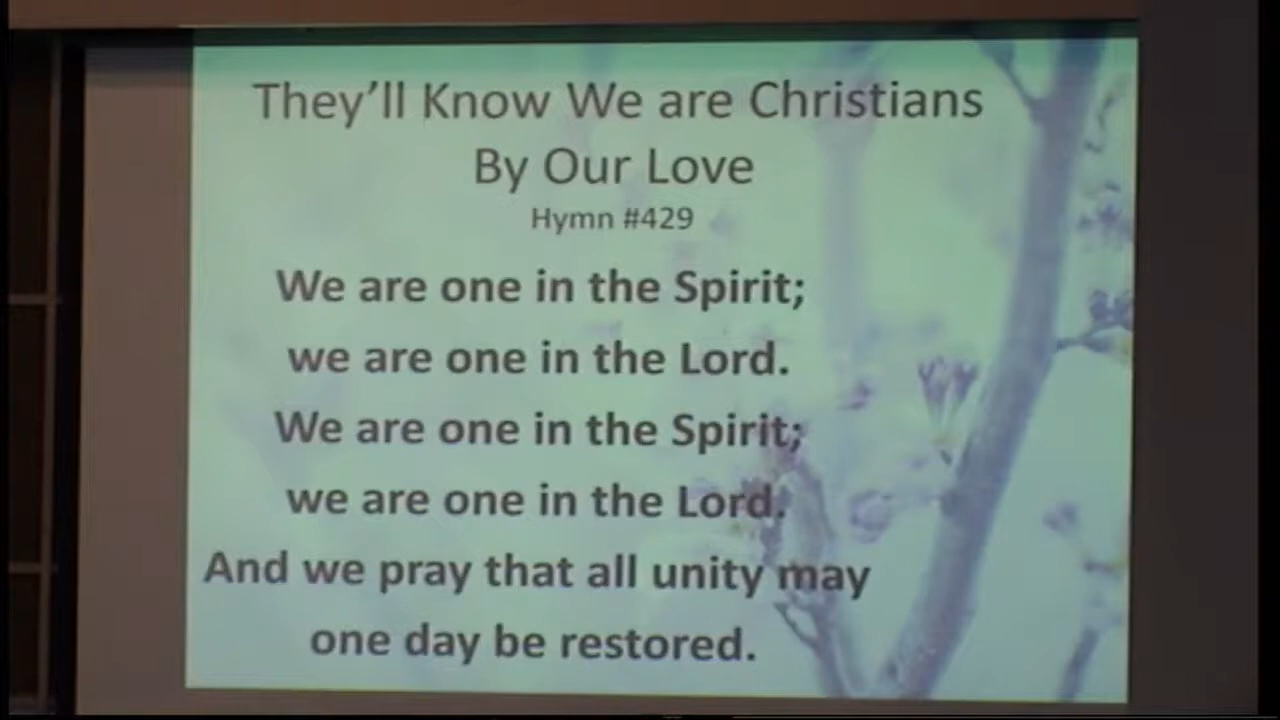 They'll Know We are Christians
By Our Love
Hymn #429
We are one in the Spirit;
we are one in the Lord.
We are one in the Spirit;
we are one in the Lord.
And we pray that all unity may
one day be restored.